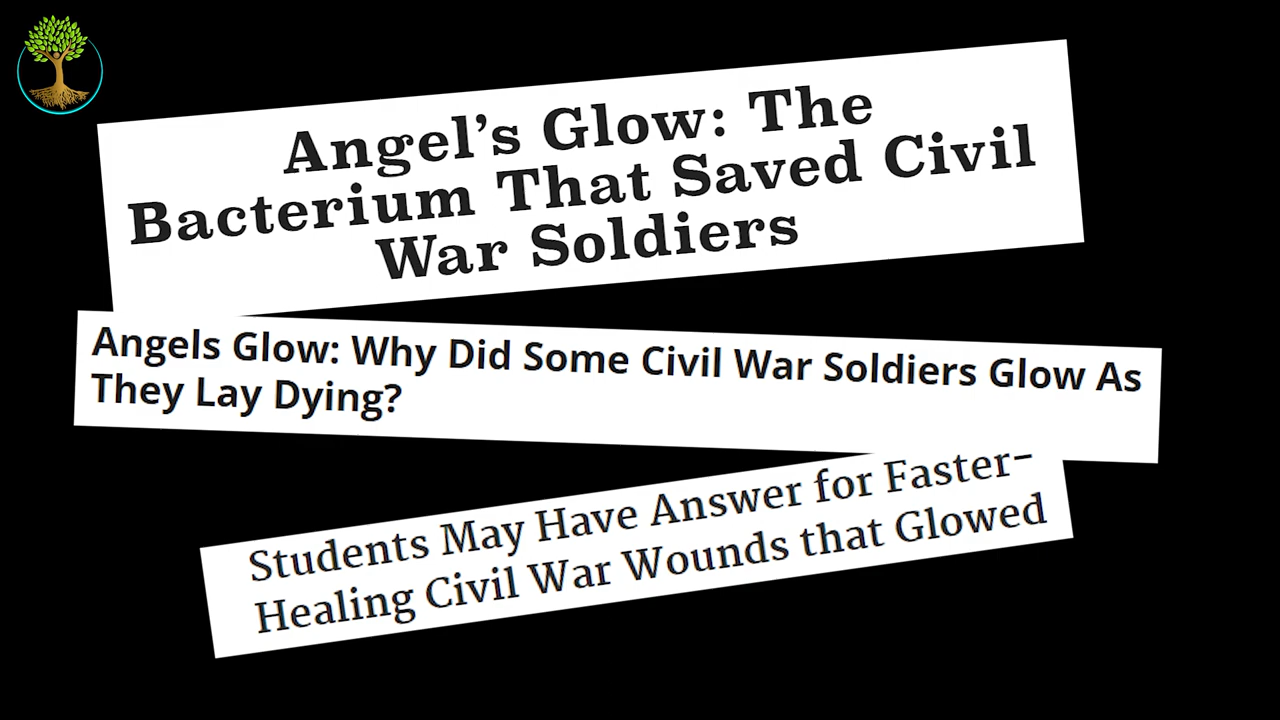 Angel's Glow: The
Bacterium That Saved Civil
War Soldiers
Angels Glow: Why Did Some Civil War Soldiers Glow As
They Lay Dying?
Students May Have Answer for Faster-
Healing Civil War Wounds that Glowed